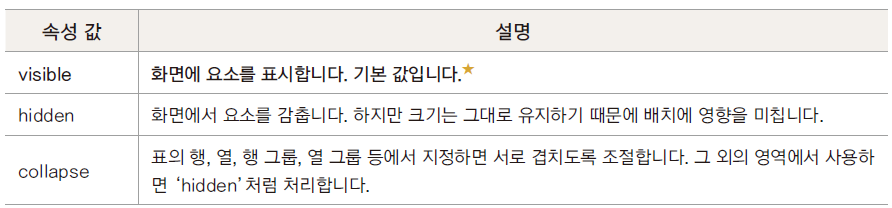 속성 값 설명
visible 화면에 요소를 표시합니다. 기본 값입니다.★
hidden 화면에서 요소를 감춥니다. 하지만 크기는 그대로 유지하기 때문에 배치에 영향을 미칩니다.
collapse 표의 행, 열, 행 그룹, 열 그룹 등에서 지정하면 서로 겹치도록 조절합니다. 그 외의 영역에서 사용하
면 ‘hidden’처럼 처리합니다.